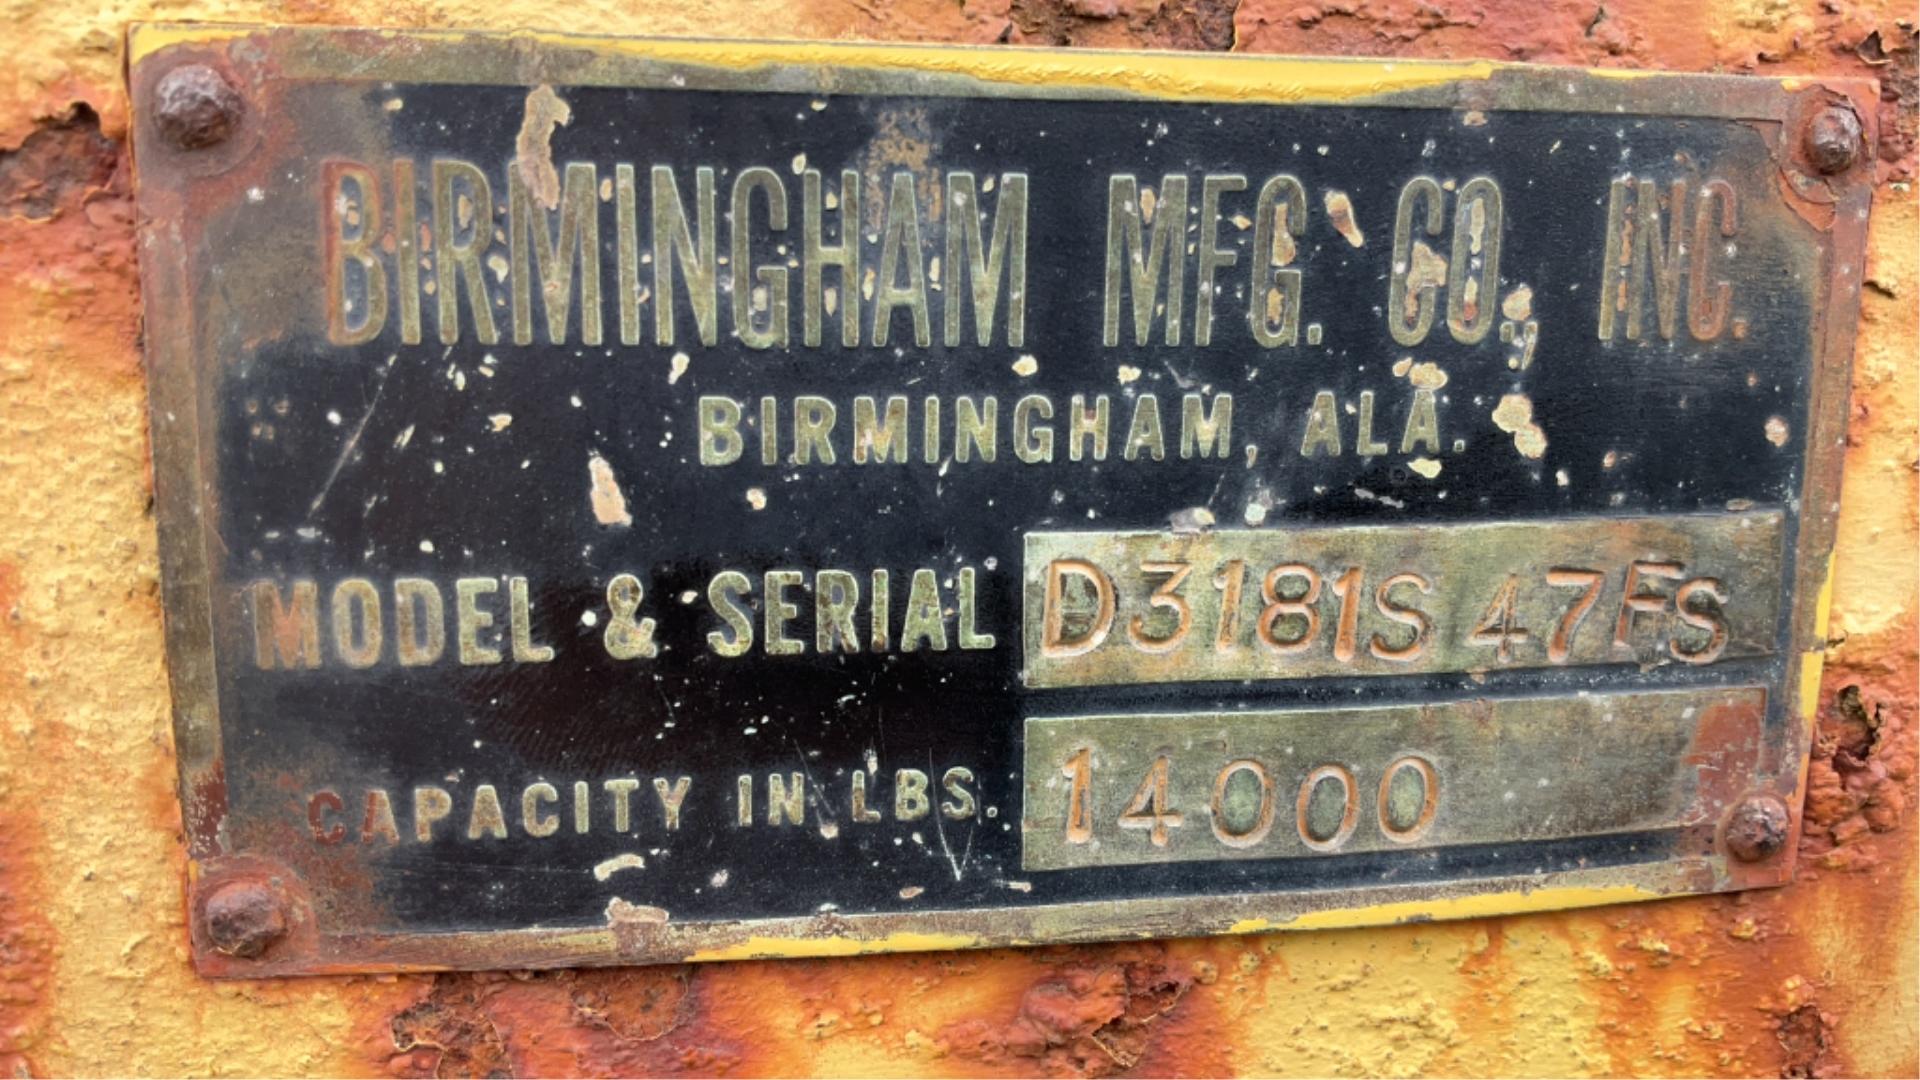 BIRMINGHAM MFG. CO., INC.
BIRMINGHAM, ALA.
MODEL & SERIAL D3181S 47FS
CAPACITY IN LBS. 14000